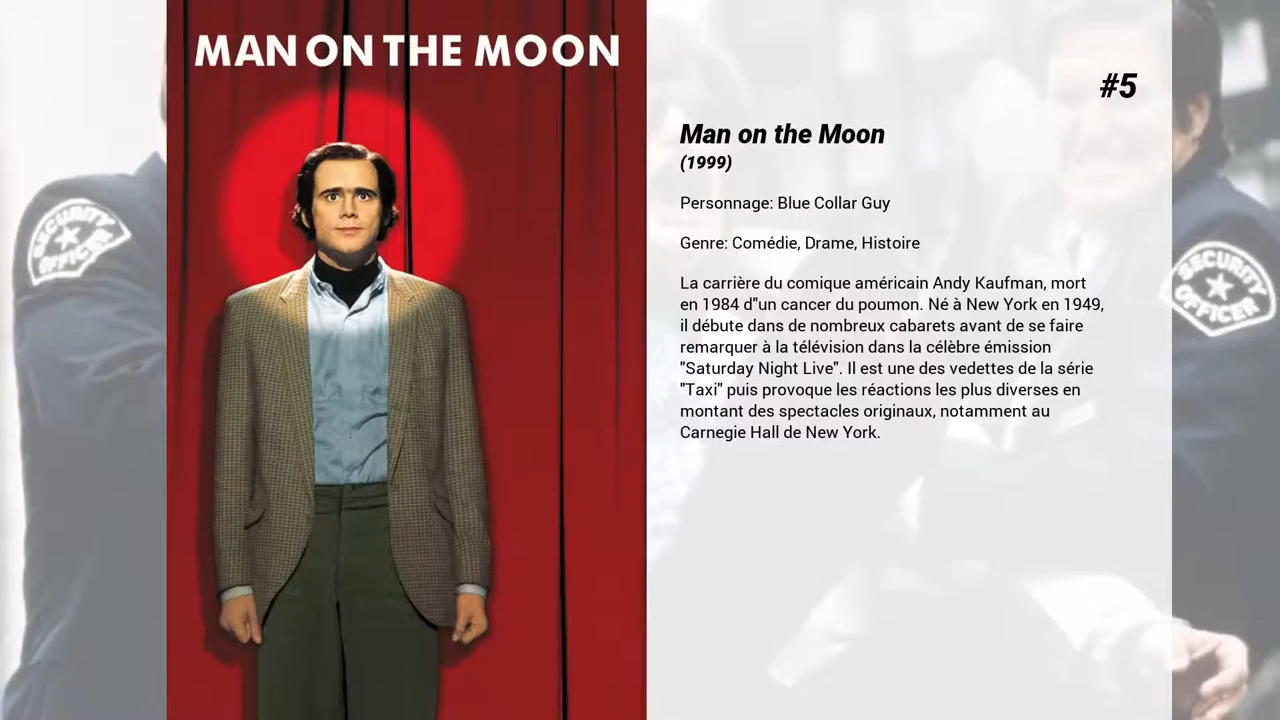 MAN ON THE MOON
#5
Man on the Moon
(1999)
Personnage: Blue Collar Guy
Genre: Comédie, Drame, Histoire
La carrière du comique américain Andy Kaufman, mort
en 1984 d"un cancer du poumon. Né à New York en 1949,
il débute dans de nombreux cabarets avant de se faire
remarquer à la télévision dans la célèbre émission
"Saturday Night Live". Il est une des vedettes de la série
"Taxi" puis provoque les réactions les plus diverses en
montant des spectacles originaux, notamment au
Carnegie Hall de New York.
SECURITY
OFFICER
SECURITY
OFFICER